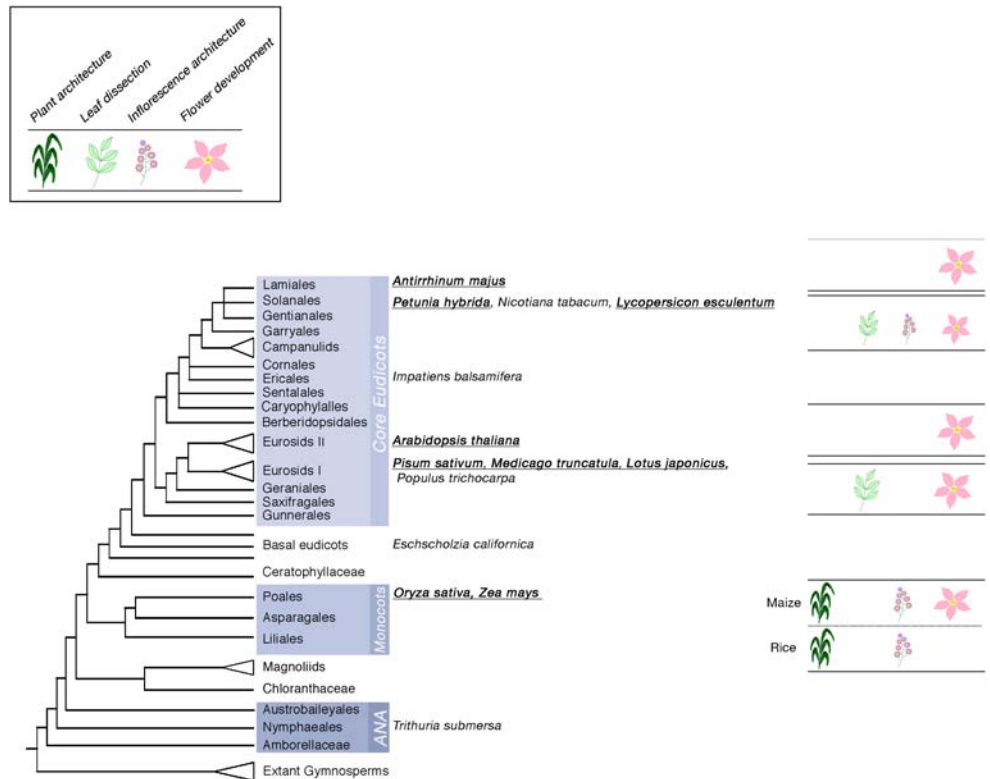 Plant architecture
Leaf dissection
Inflorescence architecture
Flower development
Lamiales
Antirrhinum majus
Solanales
Petunia hybrida, Nicotiana tabacum, Lycopersicon esculentum
Gentianales
Garryales
Campanulids
Cornales
Ericales
Impatiens balsamifera
Sentalales
Caryophylalles
Berberidopsidales
Eurosids II
Arabidopsis thaliana
Eurosids I
Pisum sativum, Medicago truncatula, Lotus japonicus,
Populus trichocarpa
Geraniales
Saxifragales
Gunnerales
Core Eudicots
Basal eudicots
Eschscholzia californica
Ceratophyllaceae
Poales
Oryza sativa, Zea mays
Maize
Asparagales
Liliales
Rice
Monocots
Magnoliids
Chloranthaceae
Austrobaileyales
Nymphaeales
Trithuria submersa
Amborellaceae
ANA
Extant Gymnosperms